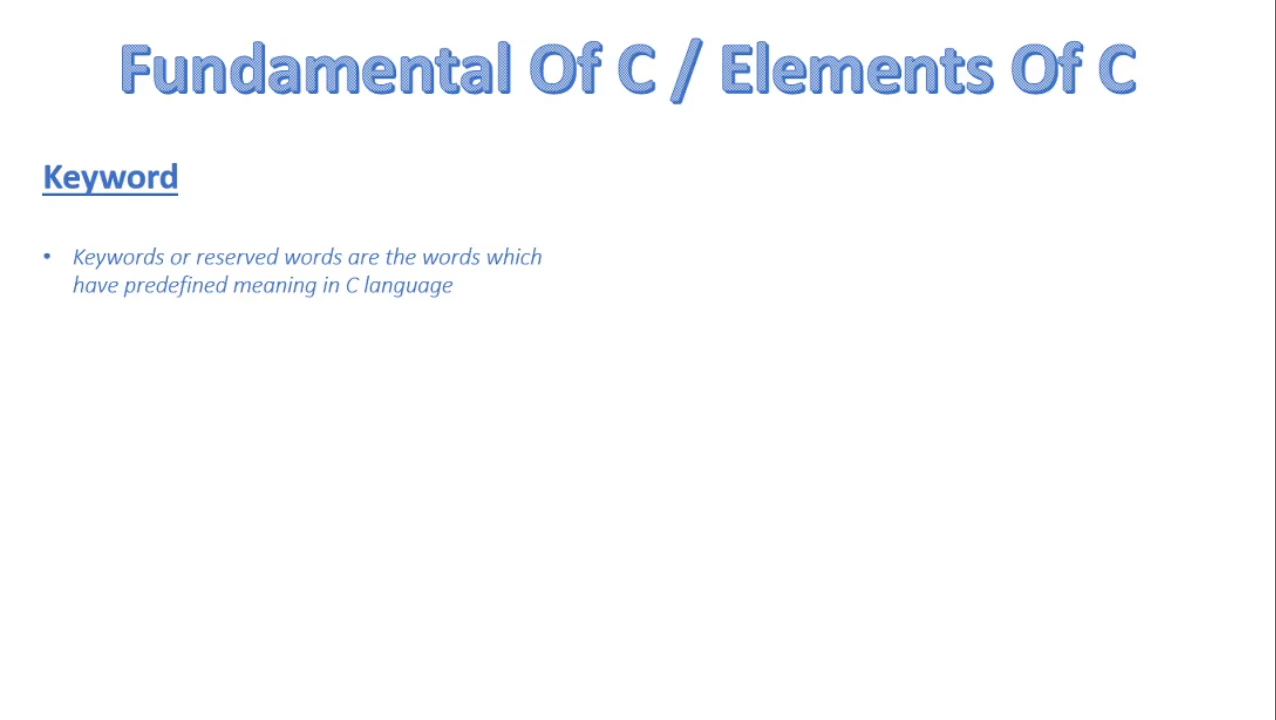 Fundamental Of C / Elements Of C
Keyword
• Keywords or reserved words are the words which
have predefined meaning in C language